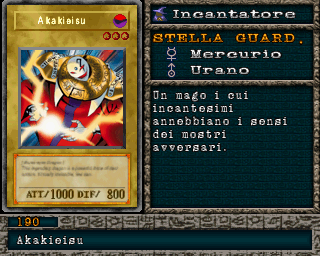 Akakieisu
Incantatore
STELLA GUARD.
Mercurio
Urano
Un mago i cui
incantesimi
annebbiano i sensi
dei mostri
avversari.
ATT/1000 DIF/ 800
190
Akakieisu